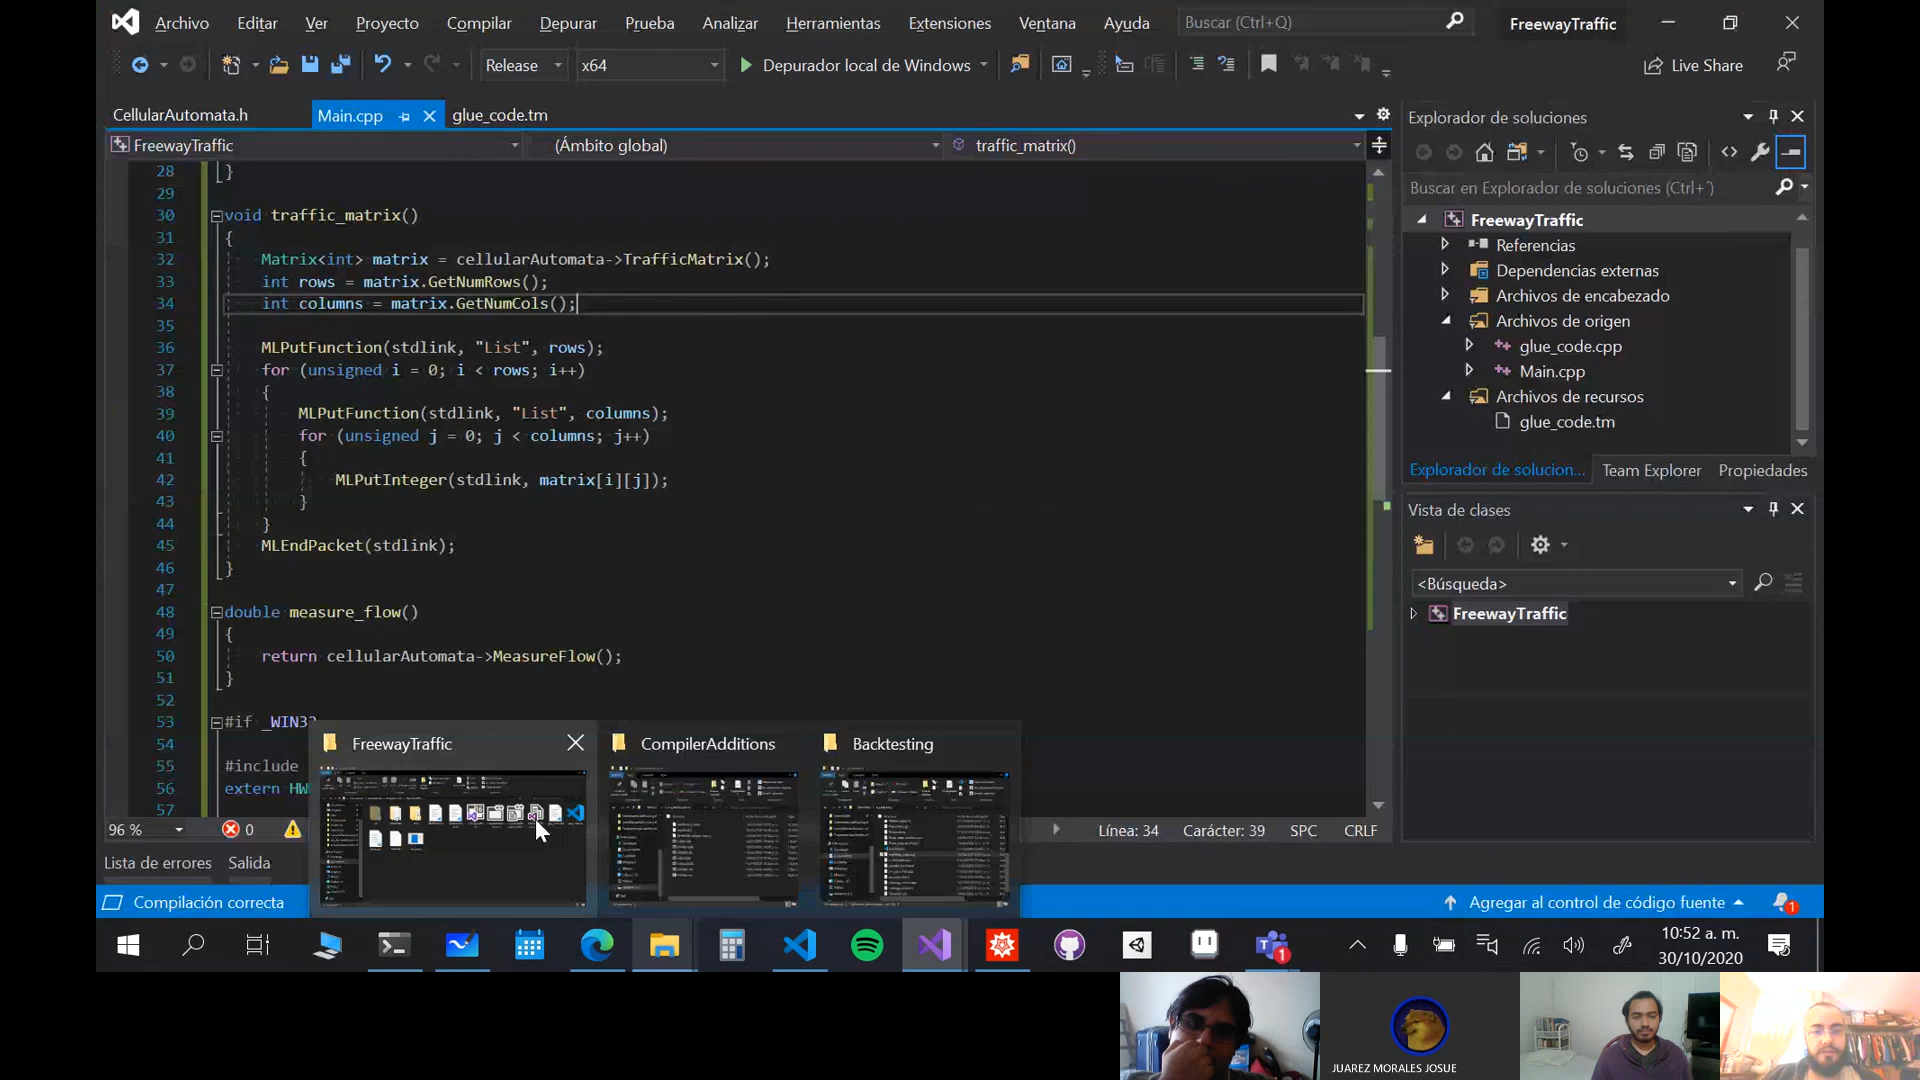 Archivo Editar Ver Proyecto Compilar Depurar Prueba Analizar Herramientas Extensiones Ventana Ayuda Buscar (Ctrl+Q) FreewayTraffic
Release x64 Depurador local de Windows Live Share
CellularAutomata.h Main.cpp glue_code.tm
FreewayTraffic (Ámbito global) traffic_matrix()
28 }
29
30 void traffic_matrix()
31 {
32 Matrix<int> matrix = cellularAutomata->TrafficMatrix();
33 int rows = matrix.GetNumRows();
34 int columns = matrix.GetNumCols();
35
36 MLPutFunction(stdlink, "List", rows);
37 for (unsigned i = 0; i < rows; i++)
38 {
39 MLPutFunction(stdlink, "List", columns);
40 for (unsigned j = 0; j < columns; j++)
41 {
42 MLPutInteger(stdlink, matrix[i][j]);
43 }
44 }
45 MLEndPacket(stdlink);
46 }
47
48 double measure_flow()
49 {
50 return cellularAutomata->MeasureFlow();
51 }
52
53 #if _WIN32
54
55 #include
56 extern HW
57
Explorador de soluciones
Buscar en Explorador de soluciones (Ctrl+´)
FreewayTraffic
Referencias
Dependencias externas
Archivos de encabezado
Archivos de origen
glue_code.cpp
Main.cpp
Archivos de recursos
glue_code.tm
Explorador de solucion... Team Explorer Propiedades
Vista de clases
<Búsqueda>
FreewayTraffic
FreewayTraffic CompilerAdditions Backtesting
96 % 0 Línea: 34 Carácter: 39 SPC CRLF
Lista de errores Salida
Compilación correcta Agregar al control de código fuente 1
1 10:52 a. m.
30/10/2020
JUAREZ MORALES JOSUE